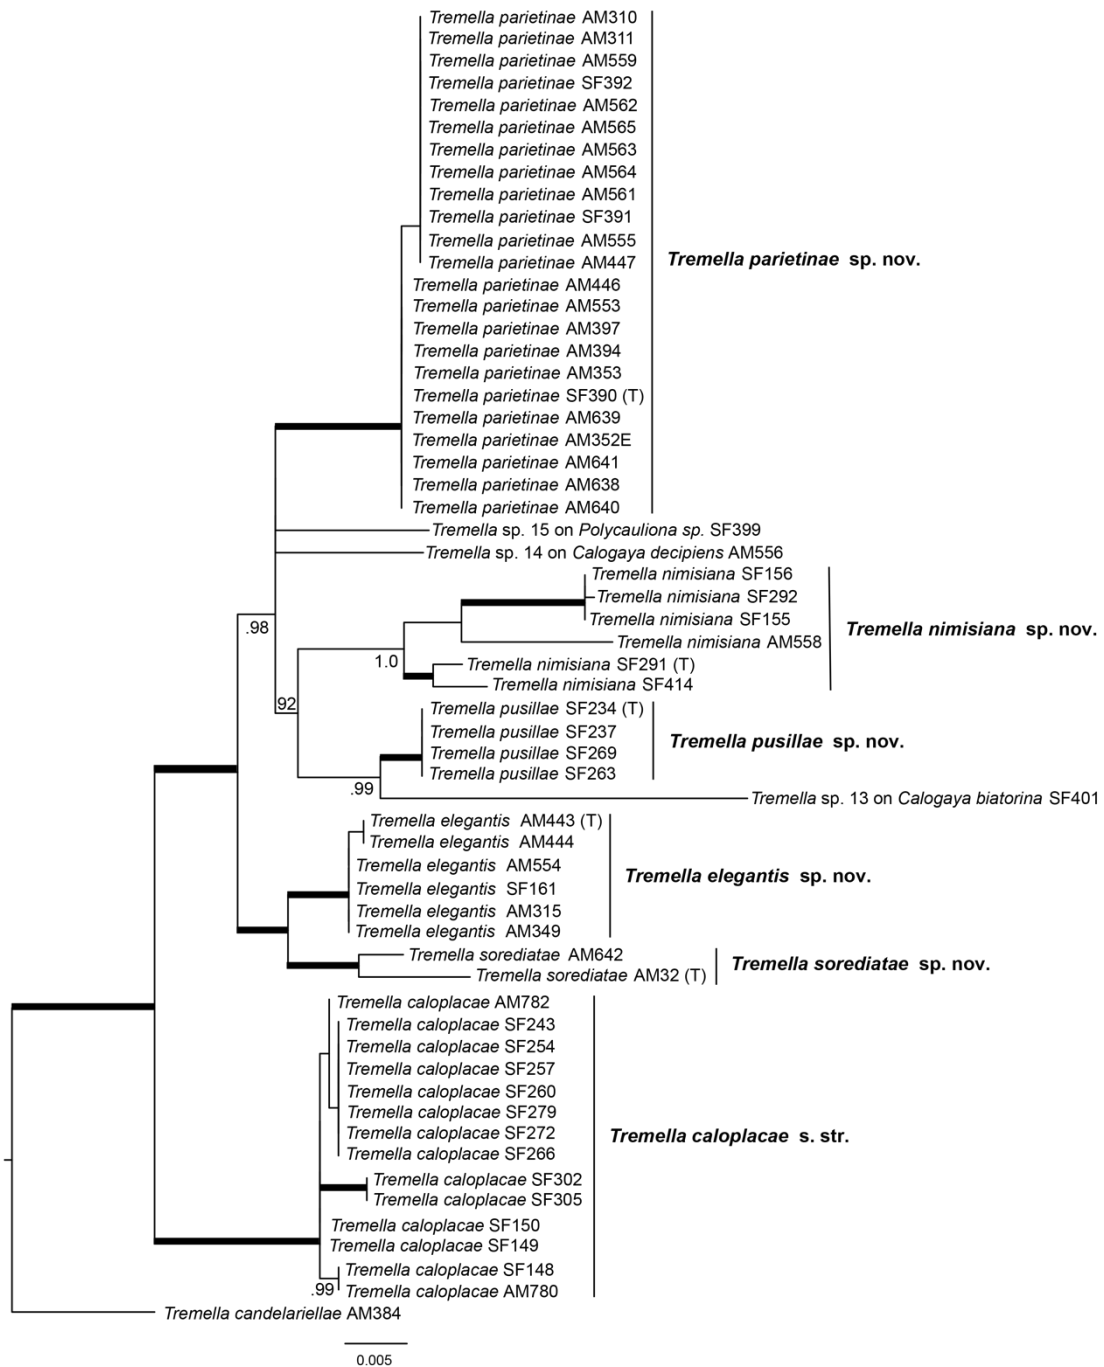 Tremella parietinae AM310
Tremella parietinae AM311
Tremella parietinae AM559
Tremella parietinae SF392
Tremella parietinae AM562
Tremella parietinae AM565
Tremella parietinae AM563
Tremella parietinae AM564
Tremella parietinae AM561
Tremella parietinae SF391
Tremella parietinae AM555
Tremella parietinae AM447
Tremella parietinae sp. nov.
Tremella parietinae AM446
Tremella parietinae AM553
Tremella parietinae AM397
Tremella parietinae AM394
Tremella parietinae AM353
Tremella parietinae SF390 (T)
Tremella parietinae AM639
Tremella parietinae AM352E
Tremella parietinae AM641
Tremella parietinae AM638
Tremella parietinae AM640
Tremella sp. 15 on Polycauliona sp. SF399
Tremella sp. 14 on Calogaya decipiens AM556
Tremella nimisiana SF156
Tremella nimisiana SF292
Tremella nimisiana SF155
.98
Tremella nimisiana sp. nov.
Tremella nimisiana AM558
1.0
Tremella nimisiana SF291 (T)
Tremella nimisiana SF414
.92
Tremella pusillae SF234 (T)
Tremella pusillae SF237
Tremella pusillae sp. nov.
Tremella pusillae SF269
Tremella pusillae SF263
.99
Tremella sp. 13 on Calogaya biatorina SF401
Tremella elegantis AM443 (T)
Tremella elegantis AM444
Tremella elegantis AM554
Tremella elegantis sp. nov.
Tremella elegantis SF161
Tremella elegantis AM315
Tremella elegantis AM349
Tremella sorediatae AM642
Tremella sorediatae sp. nov.
Tremella sorediatae AM32 (T)
Tremella caloplacae AM782
Tremella caloplacae SF243
Tremella caloplacae SF254
Tremella caloplacae SF257
Tremella caloplacae SF260
Tremella caloplacae SF279
Tremella caloplacae SF272
Tremella caloplacae s. str.
Tremella caloplacae SF266
Tremella caloplacae SF302
Tremella caloplacae SF305
Tremella caloplacae SF150
Tremella caloplacae SF149
Tremella caloplacae SF148
.99
Tremella caloplacae AM780
Tremella candelariellae AM384
0.005